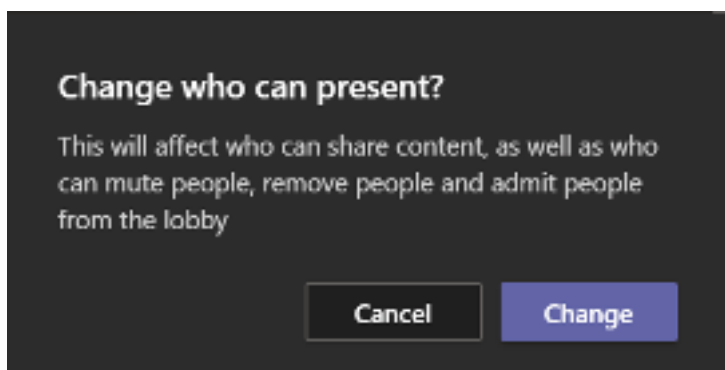 Change who can present?
This will affect who can share content, as well as who
can mute people, remove people and admit people
from the lobby
Cancel
Change